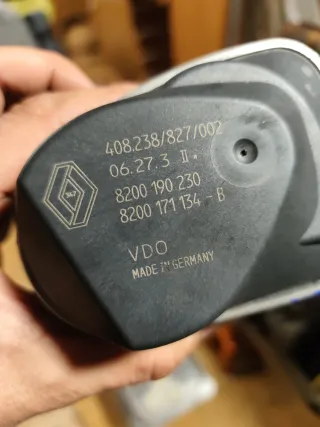 408.238/827/002
06.27.3 II.
8200 190 230
8200 171 134 - B
VDO
MADE IN GERMANY